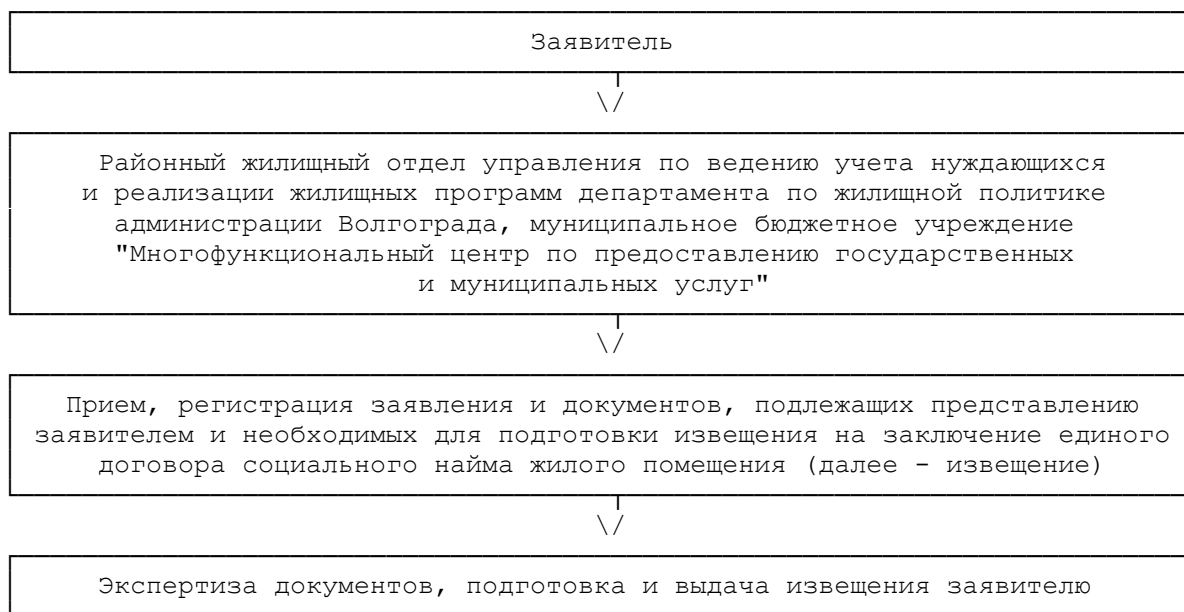 Заявитель
\/
Районный жилищный отдел управления по ведению учета нуждающихся
и реализации жилищных программ департамента по жилищной политике
администрации Волгограда, муниципальное бюджетное учреждение
"Многофункциональный центр по предоставлению государственных
и муниципальных услуг"
\/
Прием, регистрация заявления и документов, подлежащих представлению
заявителем и необходимых для подготовки извещения на заключение единого
договора социального найма жилого помещения (далее - извещение)
\/
Экспертиза документов, подготовка и выдача извещения заявителю